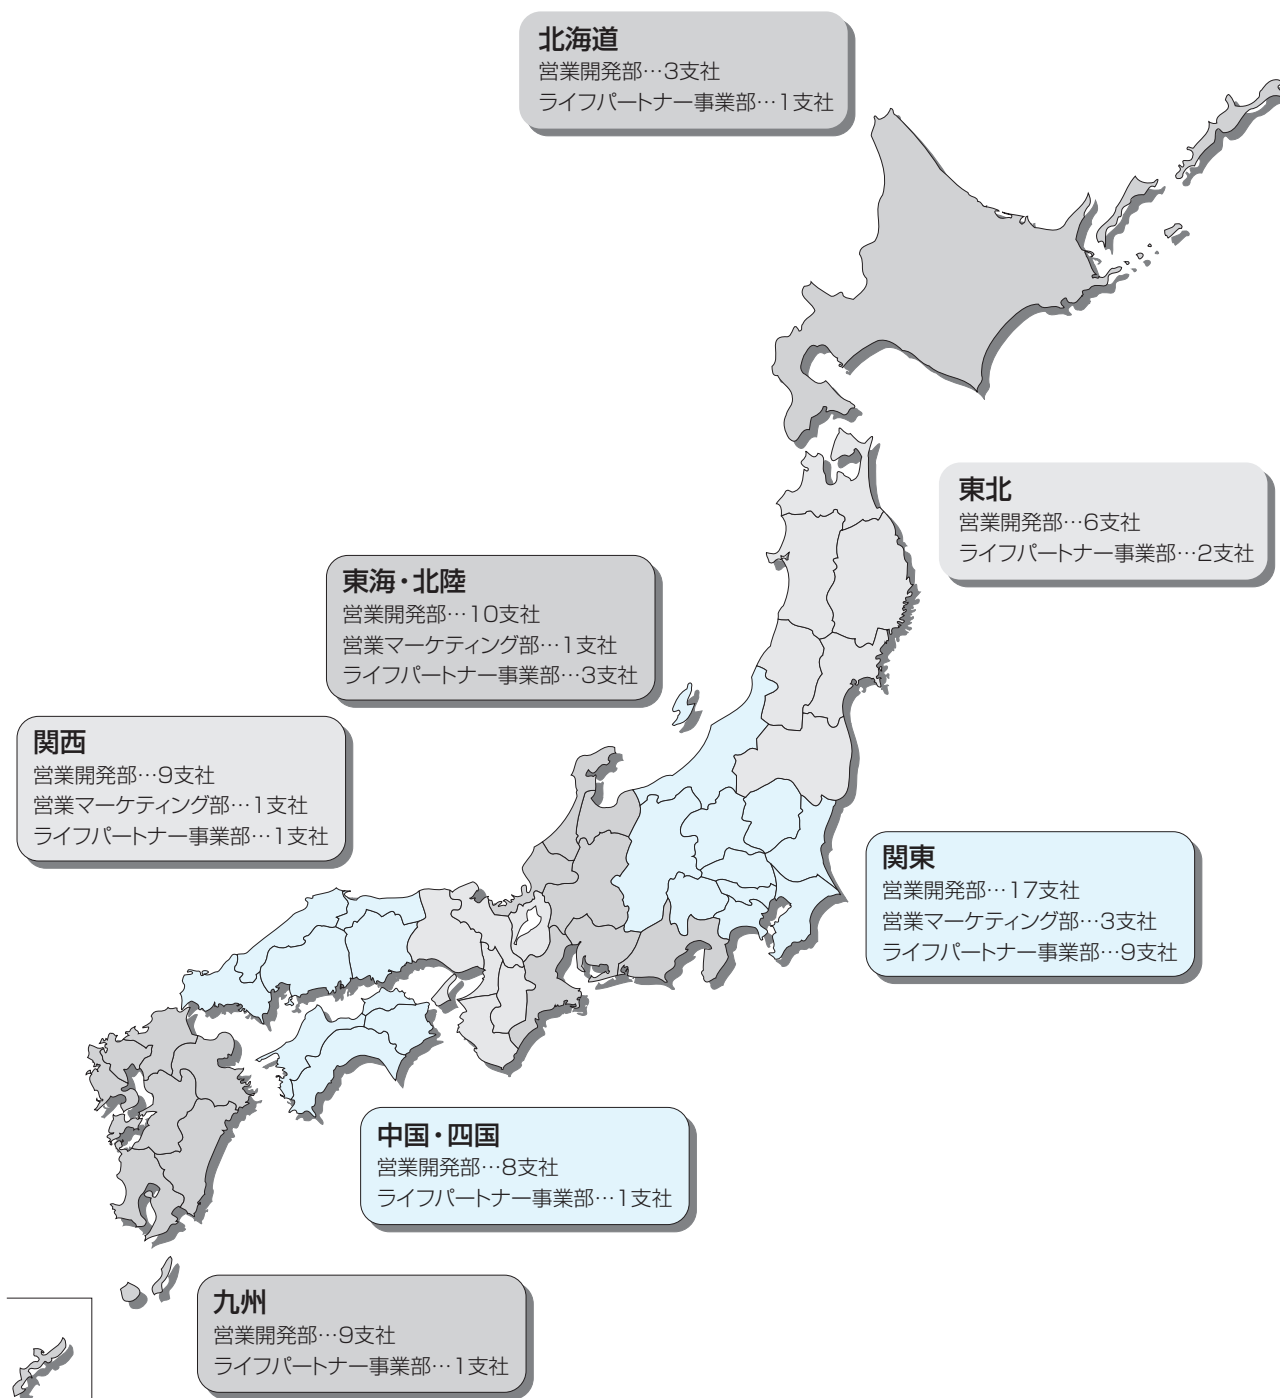 北海道
営業開発部…3支社
ライフパートナー事業部…1支社
東北
営業開発部…6支社
ライフパートナー事業部…2支社
東海・北陸
営業開発部…10支社
営業マーケティング部…1支社
ライフパートナー事業部…3支社
関西
営業開発部…9支社
営業マーケティング部…1支社
ライフパートナー事業部…1支社
関東
営業開発部…17支社
営業マーケティング部…3支社
ライフパートナー事業部…9支社
中国・四国
営業開発部…8支社
ライフパートナー事業部…1支社
九州
営業開発部…9支社
ライフパートナー事業部…1支社